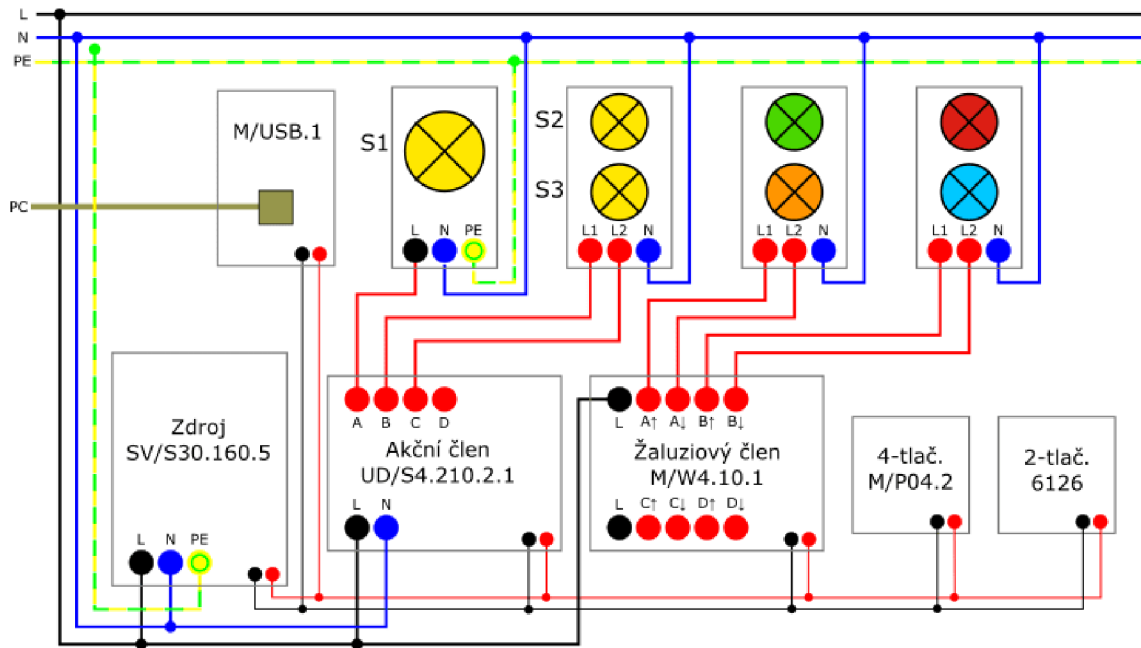 L
N
PE
M/USB.1
S1
S2
S3
PC
L N PE
L1 L2 N
L1 L2 N
L1 L2 N
Zdroj
SV/S30.160.5
L N PE
A B C D
Akční člen
UD/S4.210.2.1
L N
L A↑ A↓ B↑ B↓
Žaluziový člen
M/W4.10.1
L C↑ C↓ D↑ D↓
4-tlač.
M/P04.2
2-tlač.
6126